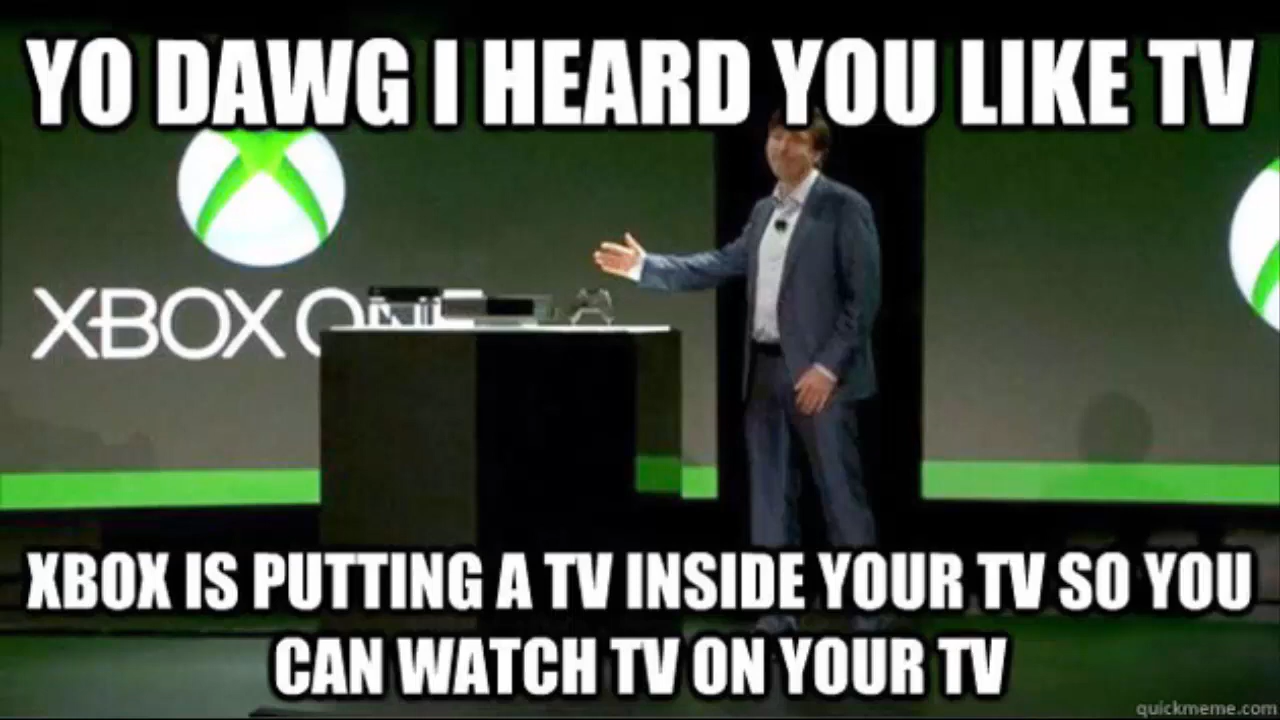 YO DAWG I HEARD YOU LIKE TV
XBOX ONE
XBOX IS PUTTING A TV INSIDE YOUR TV SO YOU
CAN WATCH TV ON YOUR TV
quickmeme.com